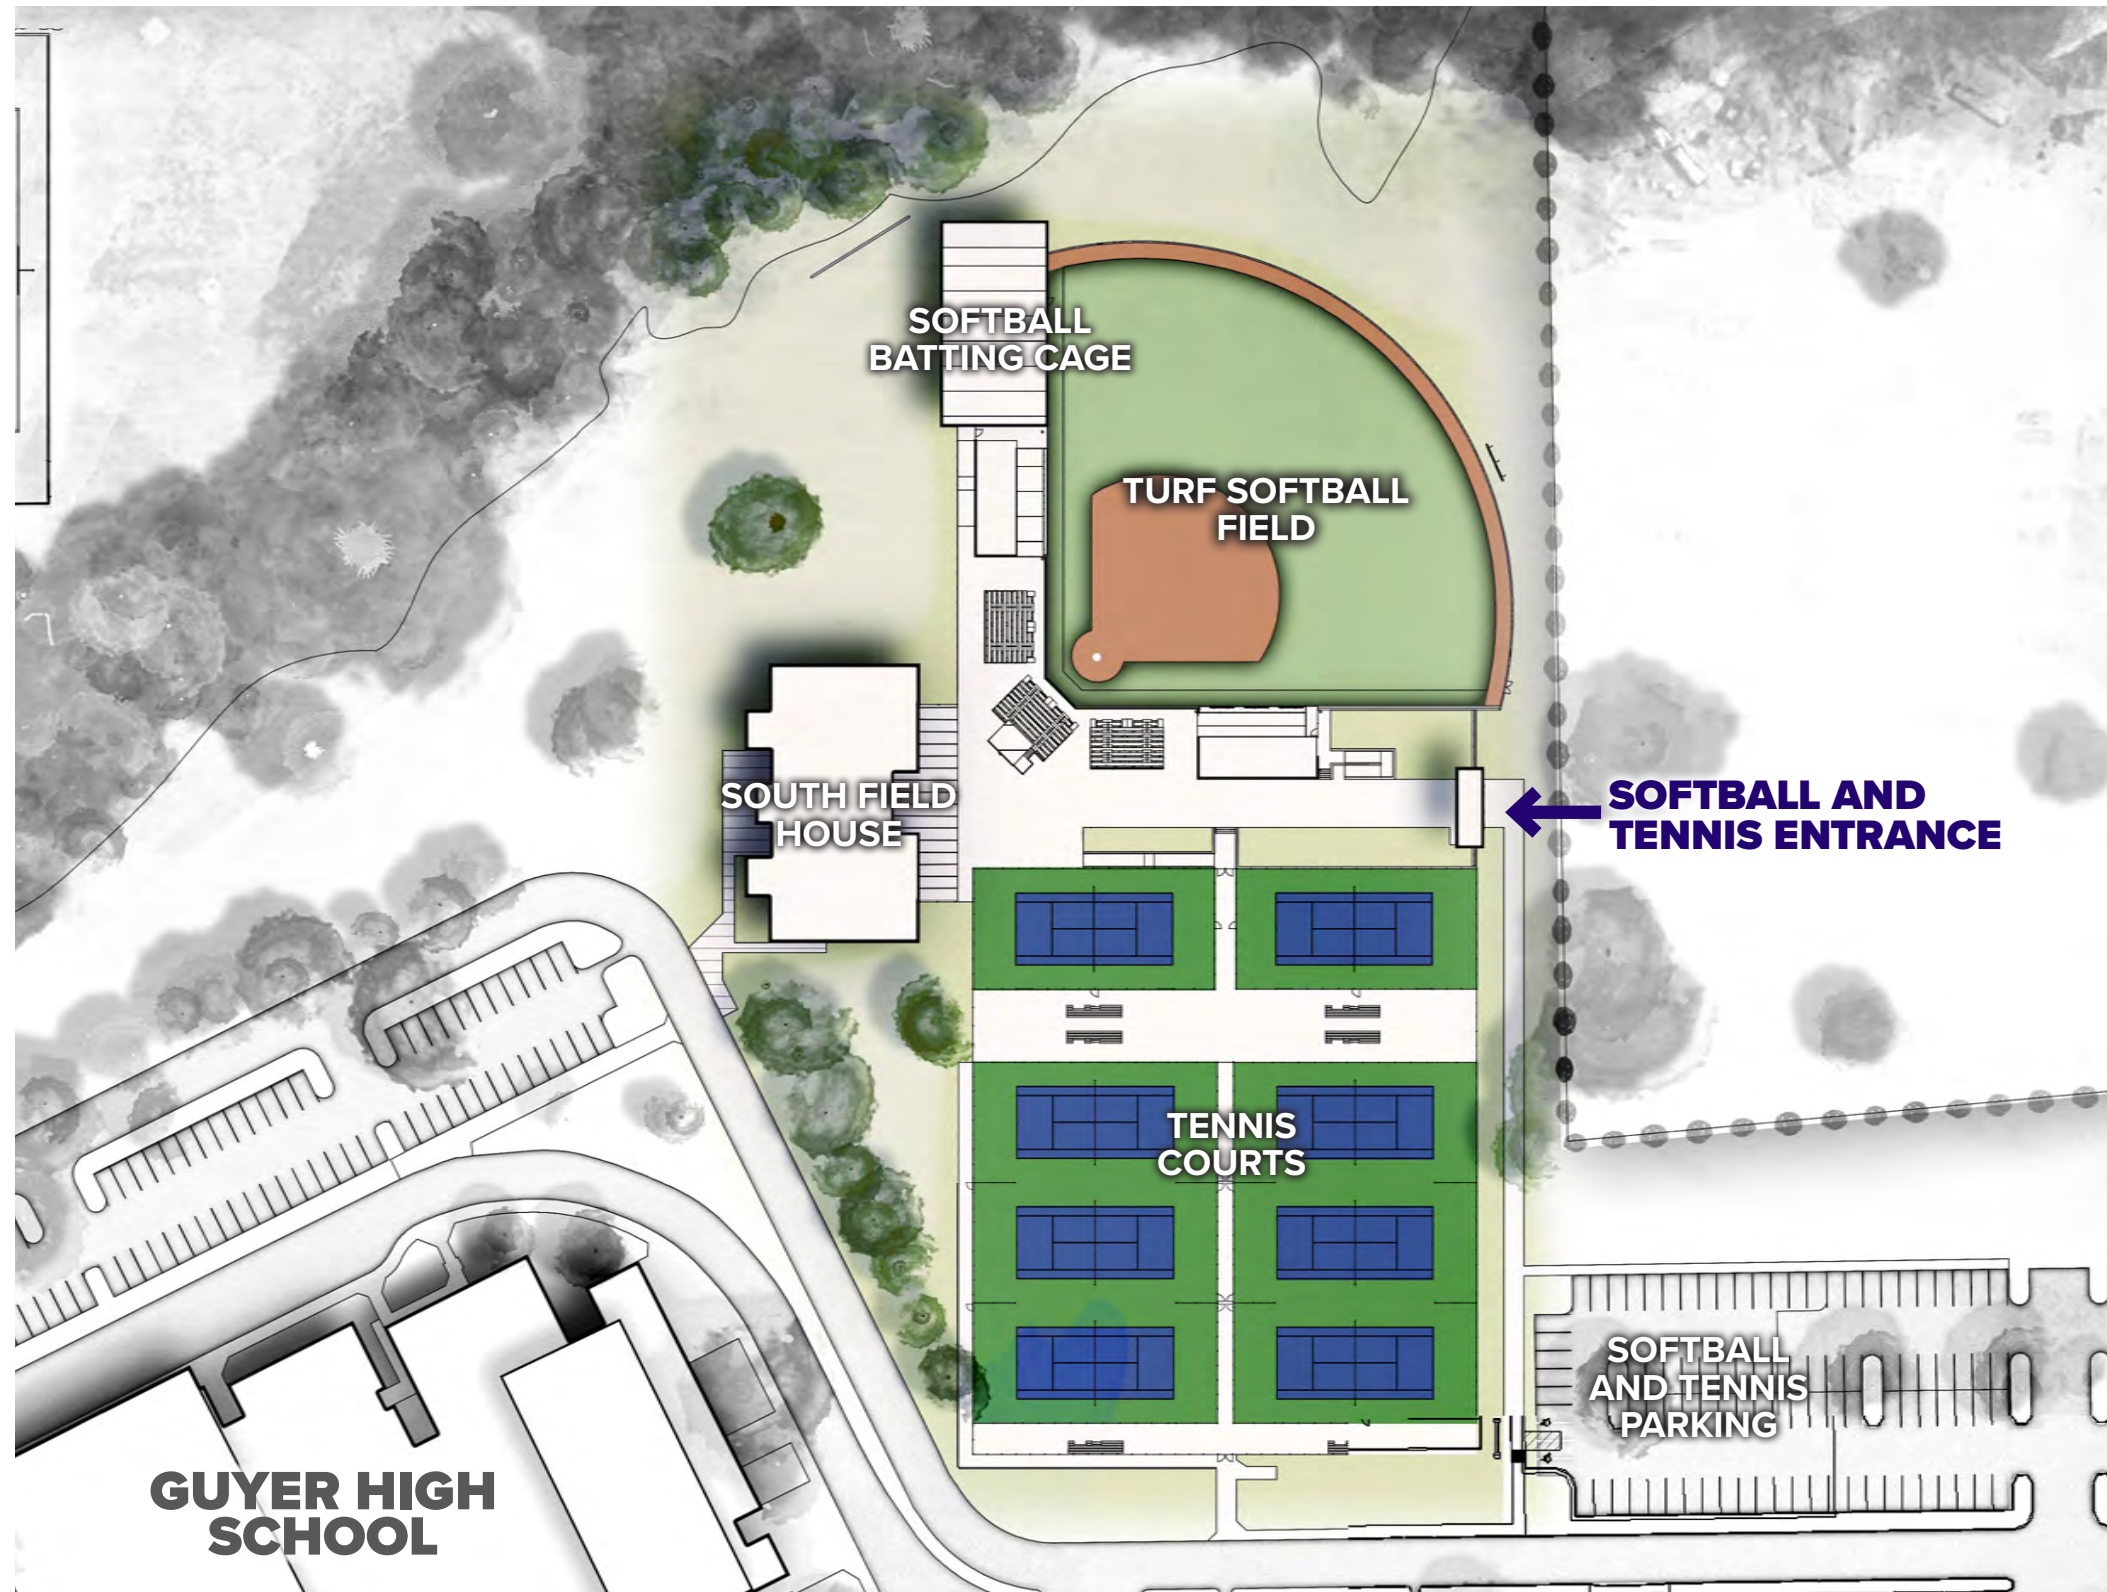 SOFTBALL
BATTING CAGE
TURF SOFTBALL
FIELD
SOUTH FIELD
HOUSE
SOFTBALL AND
TENNIS ENTRANCE
TENNIS
COURTS
SOFTBALL
AND TENNIS
PARKING
GUYER HIGH
SCHOOL